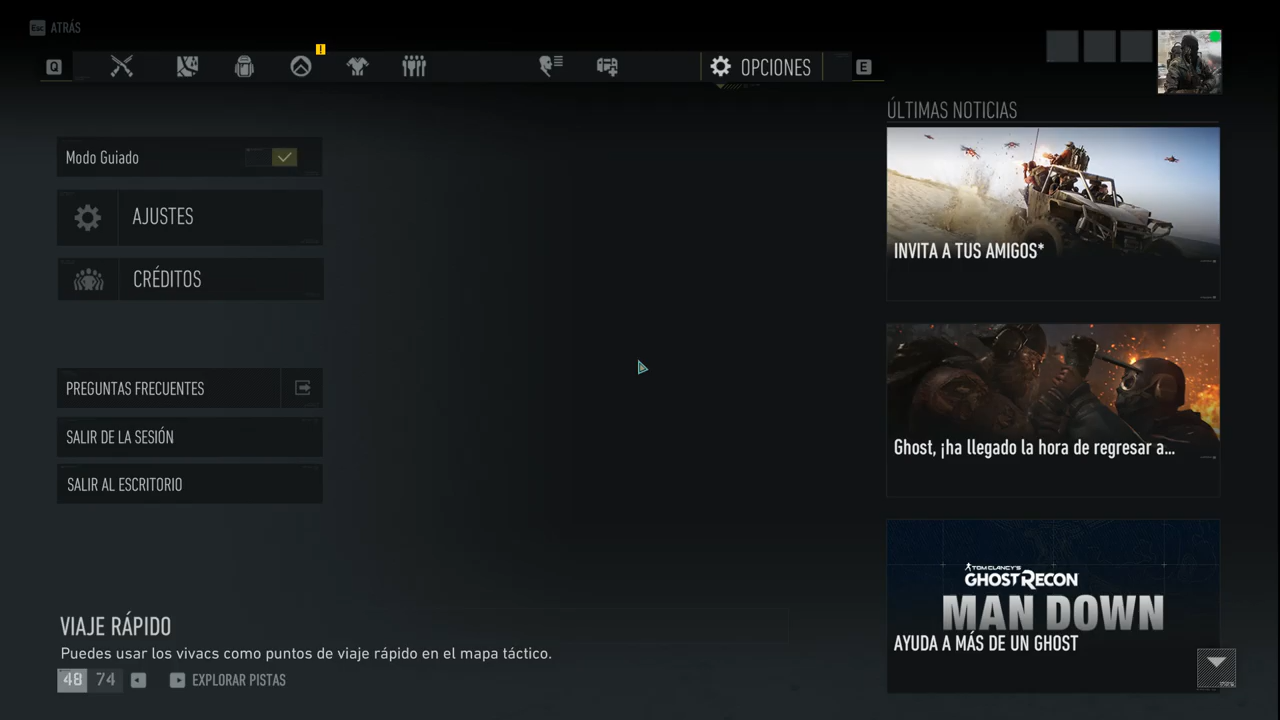 Esc ATRÁS
Q
!
OPCIONES
E
Modo Guiado
AJUSTES
CRÉDITOS
PREGUNTAS FRECUENTES
SALIR DE LA SESIÓN
SALIR AL ESCRITORIO
VIAJE RÁPIDO
Puedes usar los vivacs como puntos de viaje rápido en el mapa táctico.
48 74 EXPLORAR PISTAS
ÚLTIMAS NOTICIAS
INVITA A TUS AMIGOS*
Ghost, ¡ha llegado la hora de regresar a...
TOM CLANCY'S
GHOST RECON
MAN DOWN
AYUDA A MÁS DE UN GHOST